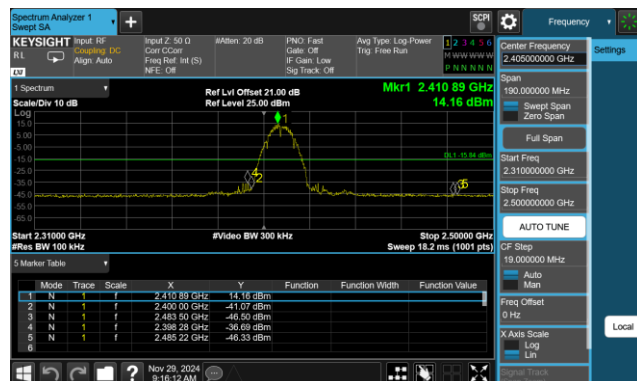 Spectrum Analyzer 1
Swept SA
SCPI
Frequency
KEYSIGHT
RL
Input: RF
Coupling: DC
Align: Auto
Input Z: 50 Ω
Corr CCorr
Freq Ref: Int (S)
NFE: Off
#Atten: 20 dB
PNO: Fast
Gate: Off
IF Gain: Low
Sig Track: Off
Avg Type: Log-Power
Trig: Free Run
1 2 3 4 5 6
M W W W W W
P N N N N N
LXI
1 Spectrum
Scale/Div 10 dB
Log
Ref Lvl Offset 21.00 dB
Ref Level 25.00 dBm
Mkr1 2.410 89 GHz
14.16 dBm
15.0
5.00
-5.00
-15.0
-25.0
-35.0
-45.0
-55.0
-65.0
1
4
2
DL1 -15.84 dBm
Start 2.31000 GHz
#Res BW 100 kHz
#Video BW 300 kHz
Stop 2.50000 GHz
Sweep 18.2 ms (1001 pts)
5 Marker Table
Mode Trace Scale X Y Function Function Width Function Value
1 N 1 f 2.410 89 GHz 14.16 dBm
2 N 1 f 2.400 00 GHz -41.07 dBm
3 N 1 f 2.483 50 GHz -46.50 dBm
4 N 1 f 2.398 28 GHz -36.69 dBm
5 N 1 f 2.485 22 GHz -46.33 dBm
6
Nov 29, 2024
9:16:12 AM
Center Frequency
2.405000000 GHz
Span
190.000000 MHz
Swept Span
Zero Span
Full Span
Start Freq
2.310000000 GHz
Stop Freq
2.500000000 GHz
AUTO TUNE
CF Step
19.000000 MHz
Auto
Man
Freq Offset
0 Hz
X Axis Scale
Log
Lin
Signal Track
Settings
Local